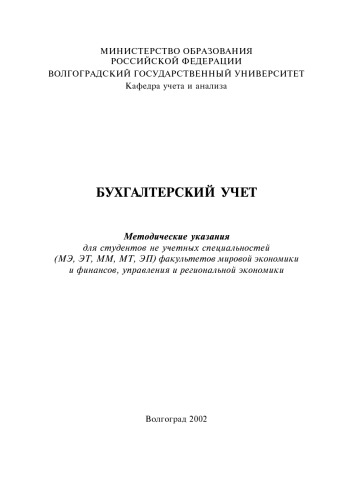 МИНИСТЕРСТВО ОБРАЗОВАНИЯ
РОССИЙСКОЙ ФЕДЕРАЦИИ
ВОЛГОГРАДСКИЙ ГОСУДАРСТВЕННЫЙ УНИВЕРСИТЕТ
Кафедра учета и анализа
БУХГАЛТЕРСКИЙ УЧЕТ
Методические указания
для студентов не учетных специальностей
(МЭ, ЭТ, ММ, МТ, ЭП) факультетов мировой экономики
и финансов, управления и региональной экономики
Волгоград 2002